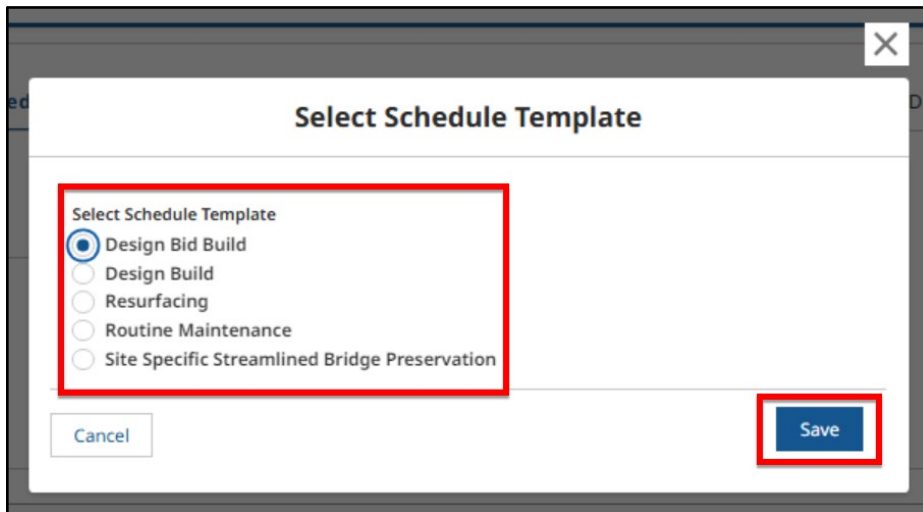 ed
D
Select Schedule Template
Select Schedule Template
Design Bid Build
Design Build
Resurfacing
Routine Maintenance
Site Specific Streamlined Bridge Preservation
Cancel
Save